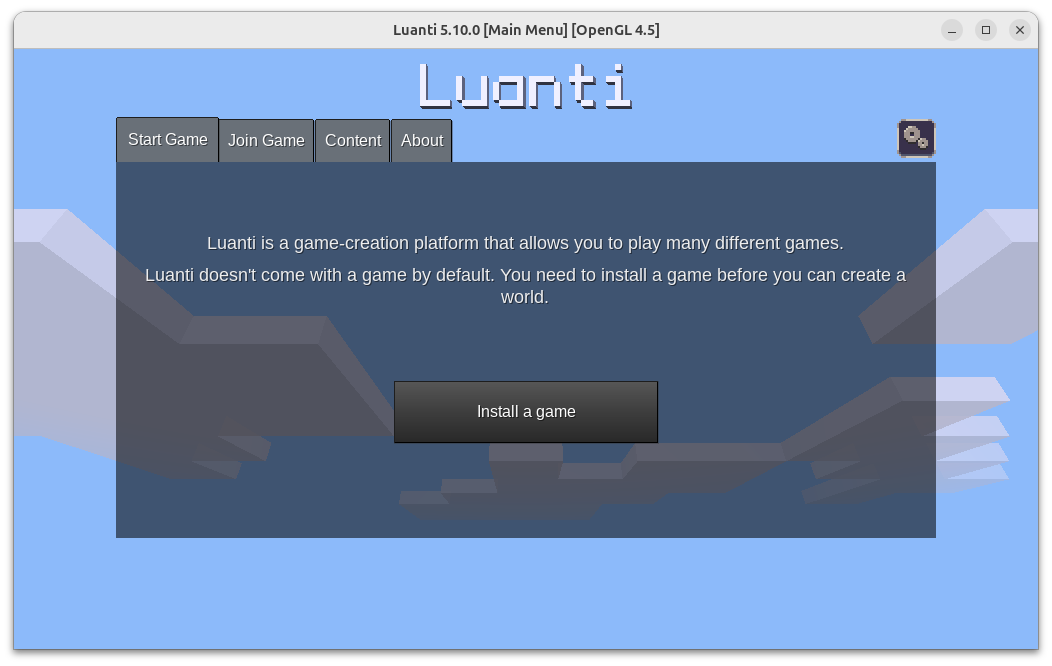 Luanti 5.10.0 [Main Menu] [OpenGL 4.5]
Luanti
Start Game Join Game Content About
Luanti is a game-creation platform that allows you to play many different games.
Luanti doesn't come with a game by default. You need to install a game before you can create a
world.
Install a game